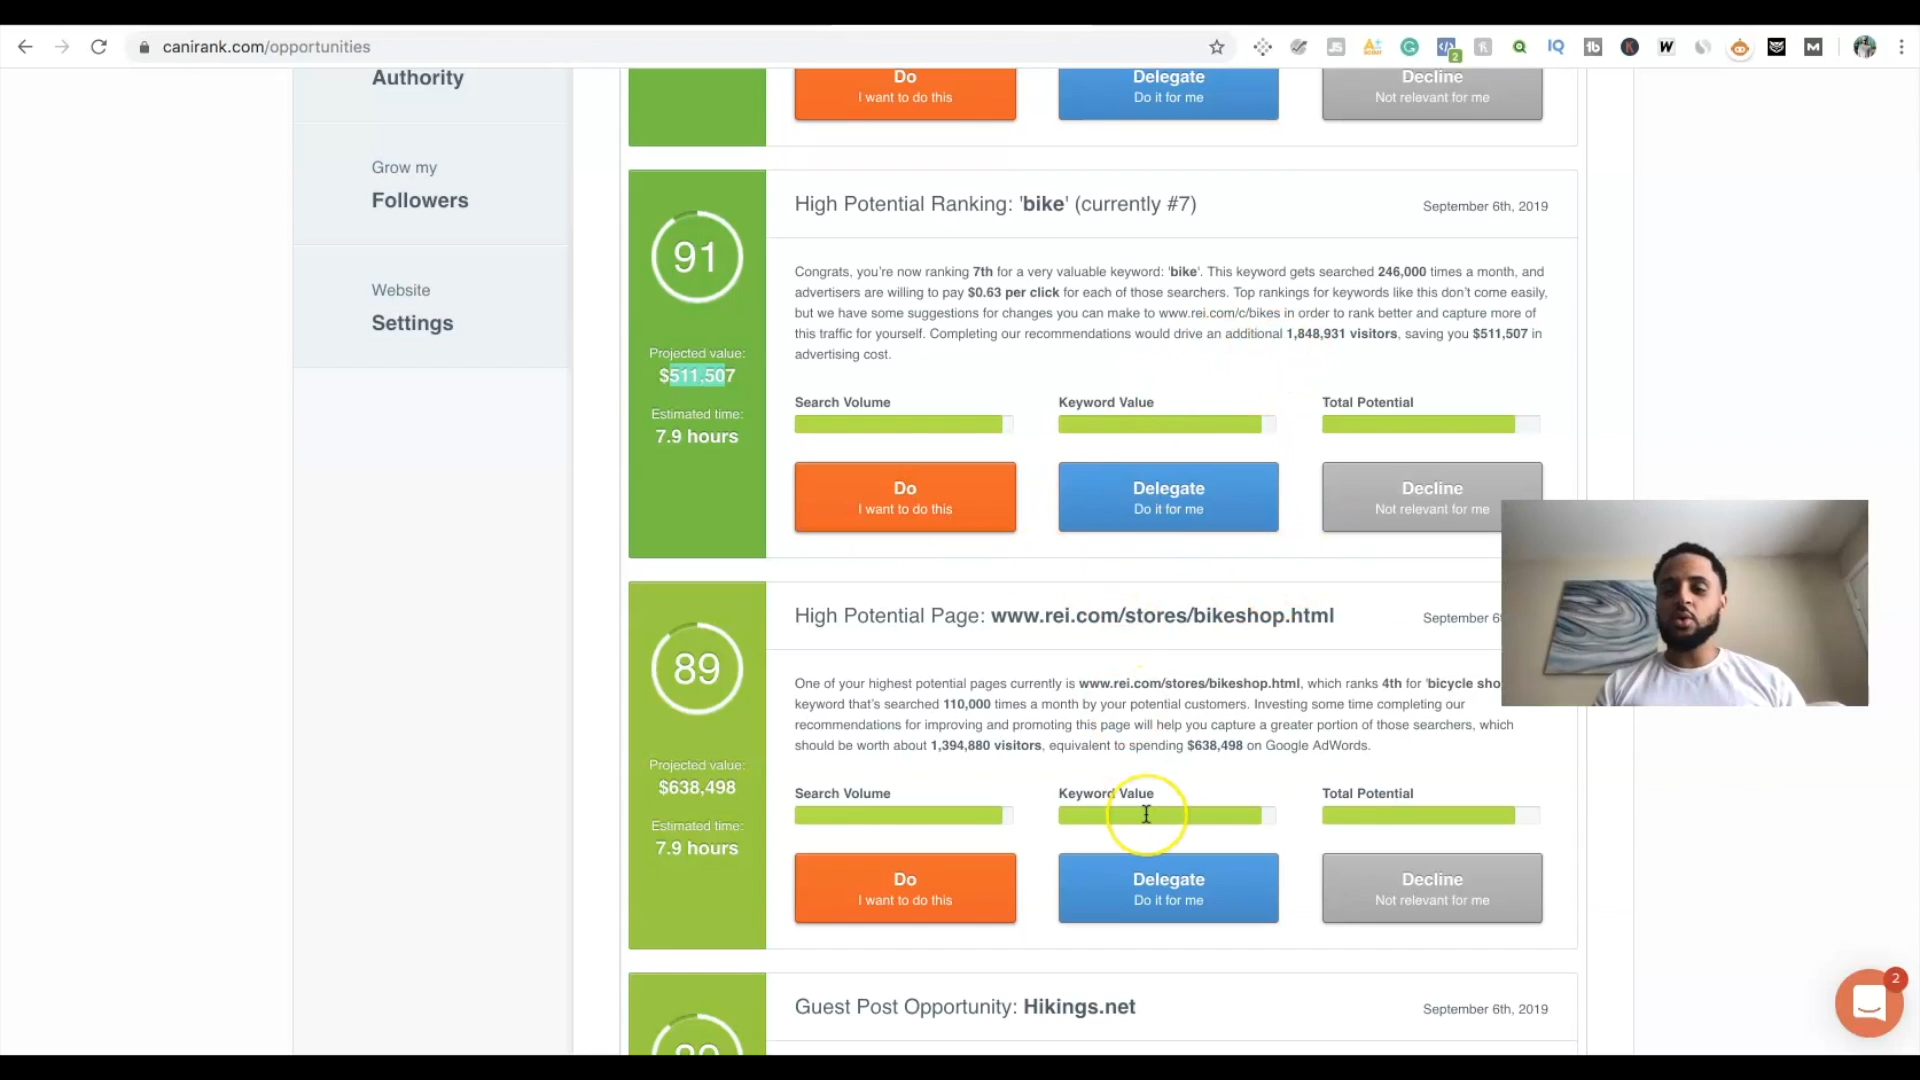 canirank.com/opportunities
JS
2
IQ
1b
K
W
M
Authority
Grow my
Followers
Website
Settings
Do
I want to do this
Delegate
Do it for me
Decline
Not relevant for me
91
Projected value:
$511,507
Estimated time:
7.9 hours
High Potential Ranking: 'bike' (currently #7)
September 6th, 2019
Congrats, you're now ranking 7th for a very valuable keyword: 'bike'. This keyword gets searched 246,000 times a month, and
advertisers are willing to pay $0.63 per click for each of those searchers. Top rankings for keywords like this don't come easily,
but we have some suggestions for changes you can make to www.rei.com/c/bikes in order to rank better and capture more of
this traffic for yourself. Completing our recommendations would drive an additional 1,848,931 visitors, saving you $511,507 in
advertising cost.
Search Volume
Keyword Value
Total Potential
Do
I want to do this
Delegate
Do it for me
Decline
Not relevant for me
89
Projected value:
$638,498
Estimated time:
7.9 hours
High Potential Page: www.rei.com/stores/bikeshop.html
September 6
One of your highest potential pages currently is www.rei.com/stores/bikeshop.html, which ranks 4th for 'bicycle sho
keyword that's searched 110,000 times a month by your potential customers. Investing some time completing our
recommendations for improving and promoting this page will help you capture a greater portion of those searchers, which
should be worth about 1,394,880 visitors, equivalent to spending $638,498 on Google AdWords.
Search Volume
Keyword Value
Total Potential
Do
I want to do this
Delegate
Do it for me
Decline
Not relevant for me
Guest Post Opportunity: Hikings.net
September 6th, 2019
2